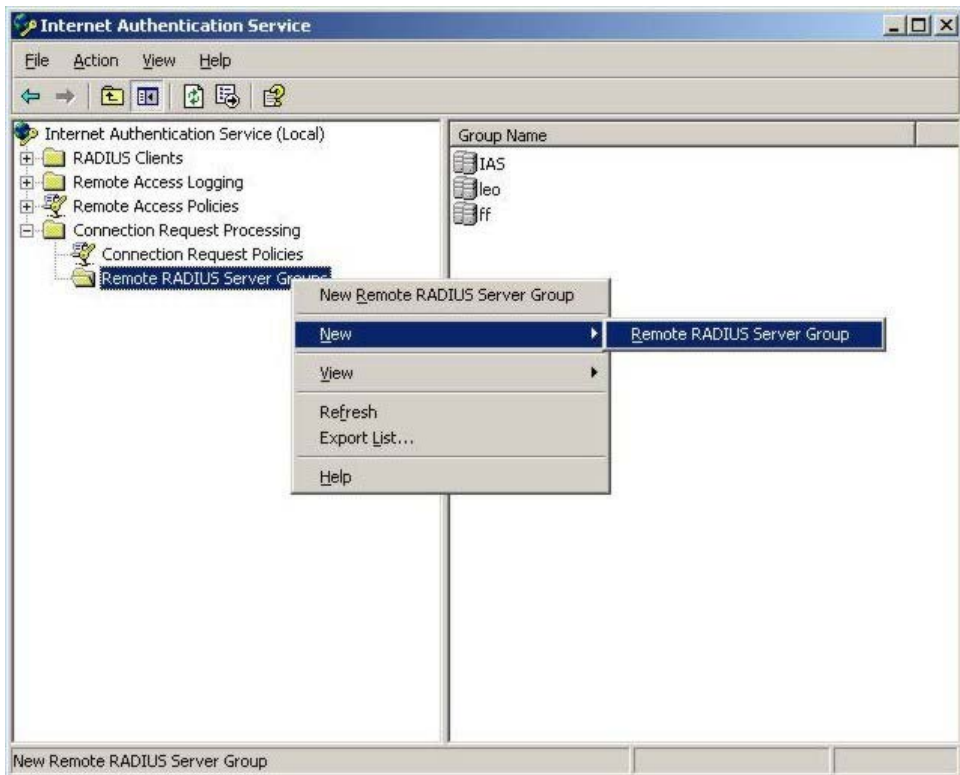 Internet Authentication Service
File Action View Help
Internet Authentication Service (Local)
RADIUS Clients
Remote Access Logging
Remote Access Policies
Connection Request Processing
Connection Request Policies
Remote RADIUS Server Groups
Group Name
IAS
leo
ff
New Remote RADIUS Server Group
New
Remote RADIUS Server Group
View
Refresh
Export List...
Help
New Remote RADIUS Server Group